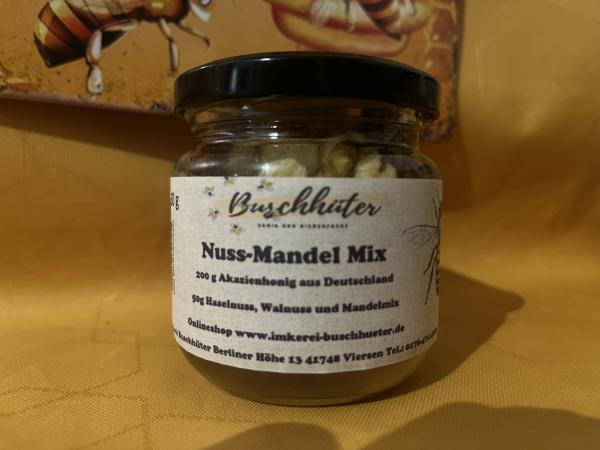 Buschhüter
Nuss-Mandel Mix
200 g Akazienhonig aus Deutschland
50g Haselnuss, Walnuss und Mandelmix
Onlineshop www.imkerei-buschhueter.de
Buschhüter Berliner Höhe 13 41748 Viersen Tel.: